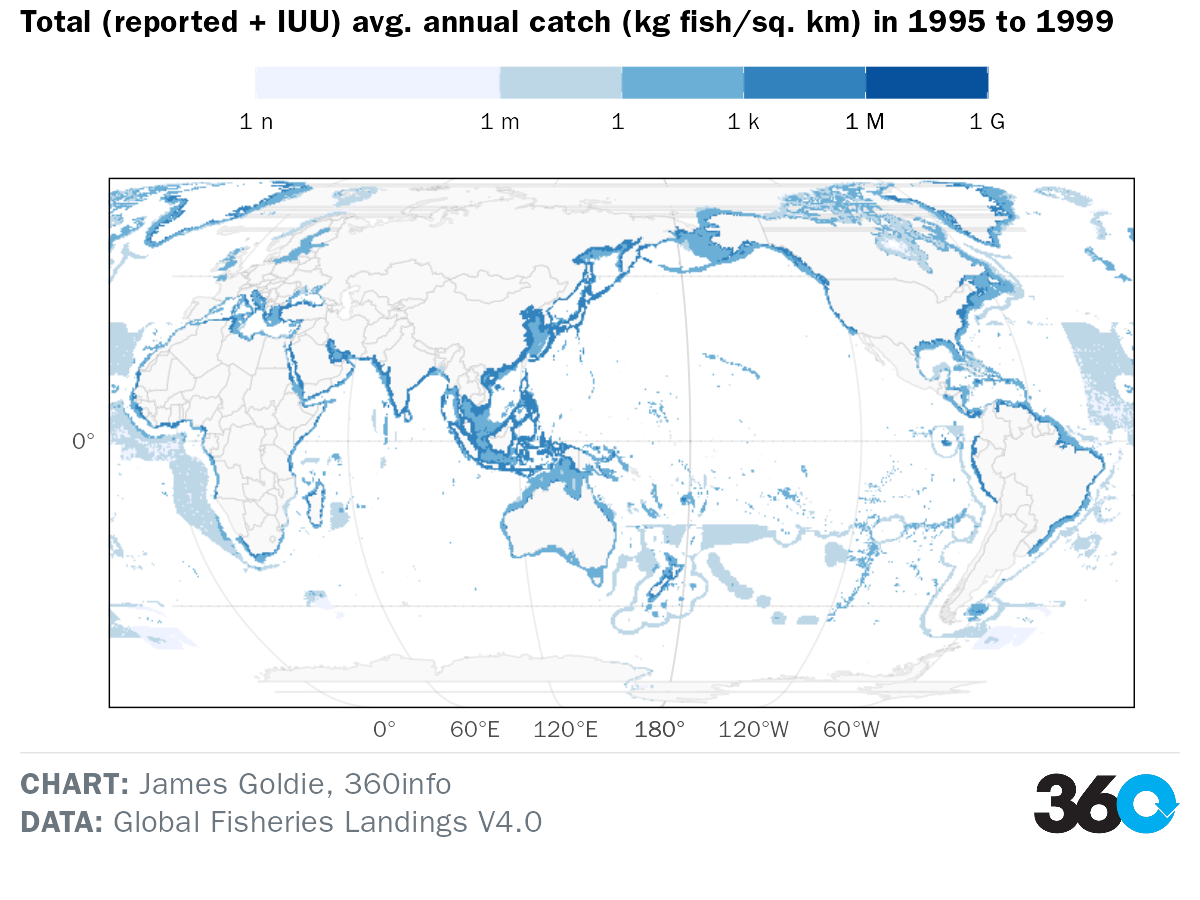 Total (reported + IUU) avg. annual catch (kg fish/sq. km) in 1995 to 1999
1 n 1 m 1 1 k 1 M 1 G
0°
0° 60°E 120°E 180° 120°W 60°W
CHART: James Goldie, 360info
DATA: Global Fisheries Landings V4.0
360